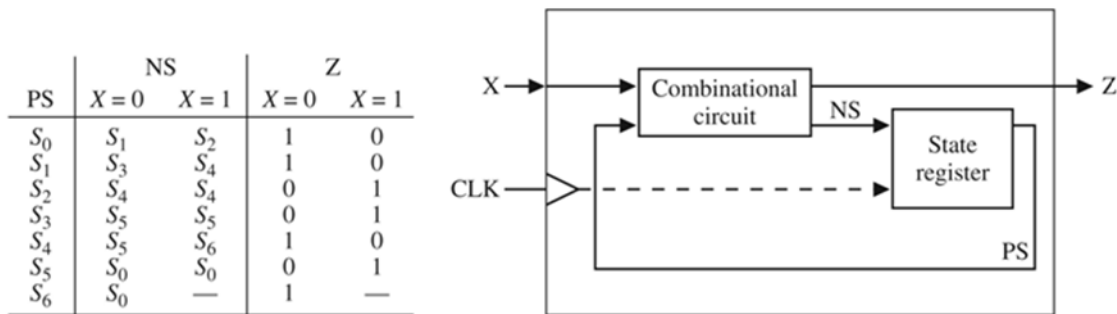 NS Z
PS X = 0 X = 1 X = 0 X = 1
S0 S1 S2 1 0
S1 S3 S4 1 0
S2 S4 S4 0 1
S3 S5 S5 0 1
S4 S5 S6 1 0
S5 S0 S0 0 1
S6 S0 — 1 —
X
Combinational
circuit
Z
NS
State
register
CLK
PS